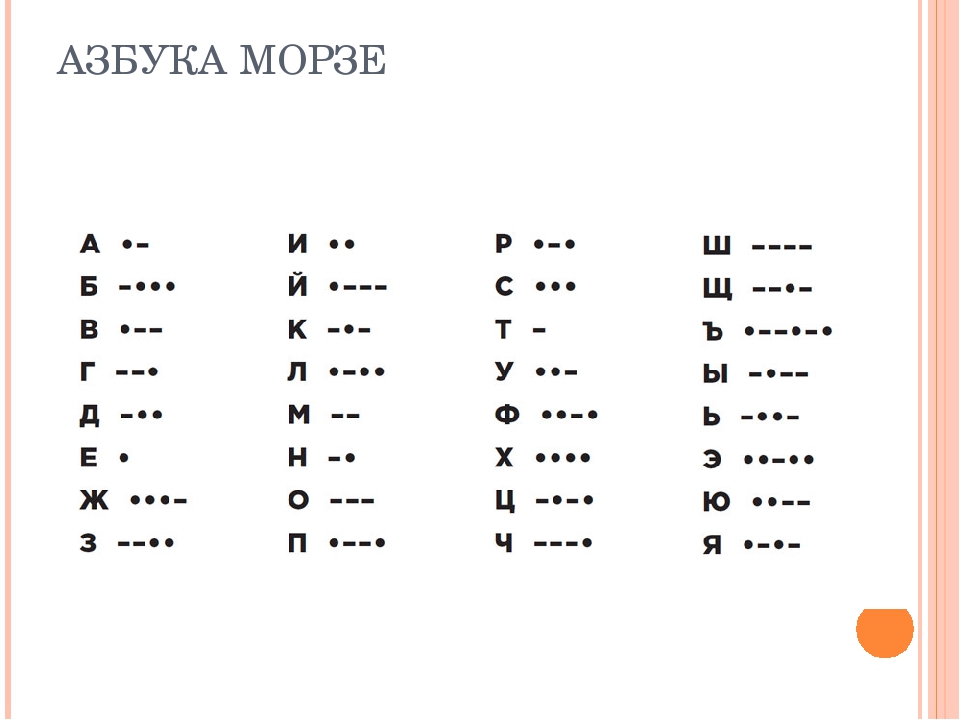 АЗБУКА МОРЗЕ
А •–
Б –•••
В •––
Г ––•
Д –••
Е •
Ж •••–
З ––••
И ••
Й •–––
К –•–
Л •–••
М ––
Н –•
О –––
П •––•
Р •–•
С •••
Т –
У ••–
Ф ••–•
Х ••••
Ц –•–•
Ч –––•
Ш ––––
Щ ––•–
Ъ •––•–•
Ы –•––
Ь –••–
Э ••–••
Ю ••––
Я •–•–